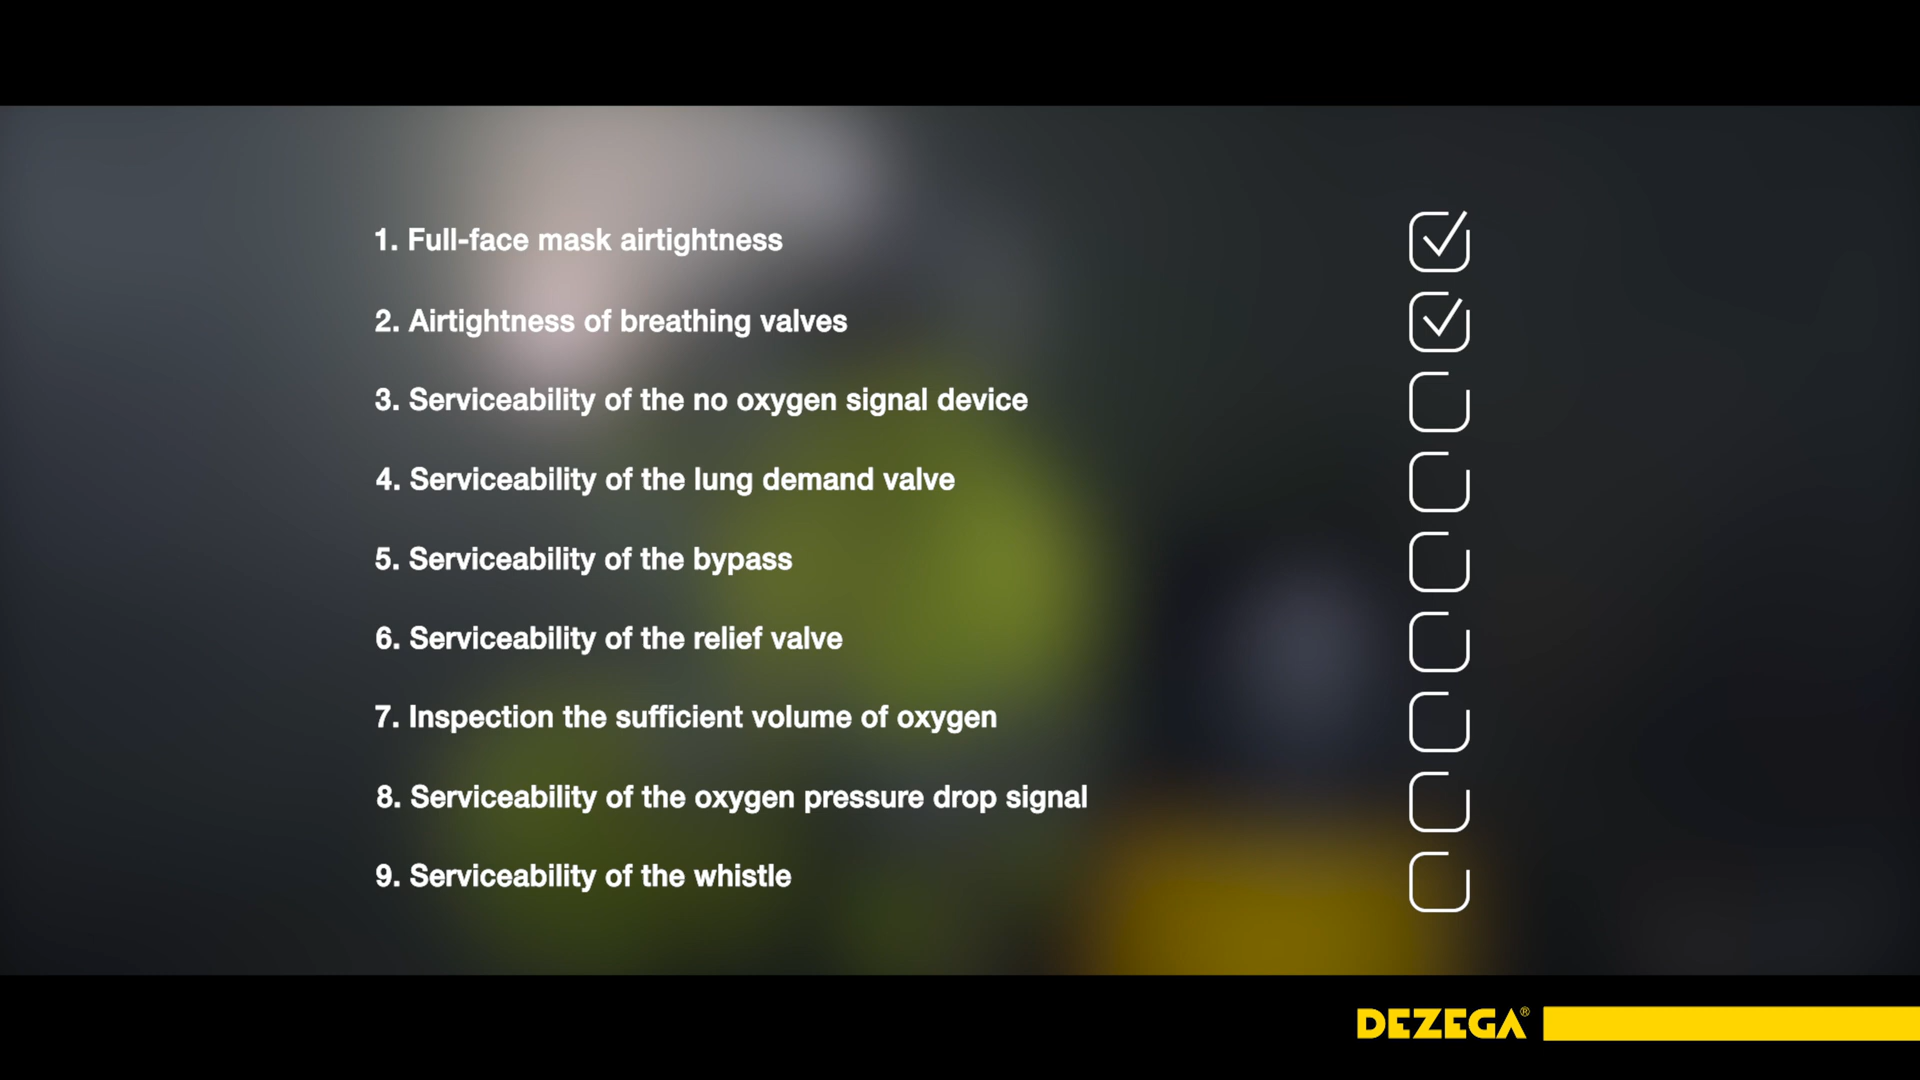 1. Full-face mask airtightness
2. Airtightness of breathing valves
3. Serviceability of the no oxygen signal device
4. Serviceability of the lung demand valve
5. Serviceability of the bypass
6. Serviceability of the relief valve
7. Inspection the sufficient volume of oxygen
8. Serviceability of the oxygen pressure drop signal
9. Serviceability of the whistle
DEZEGA®